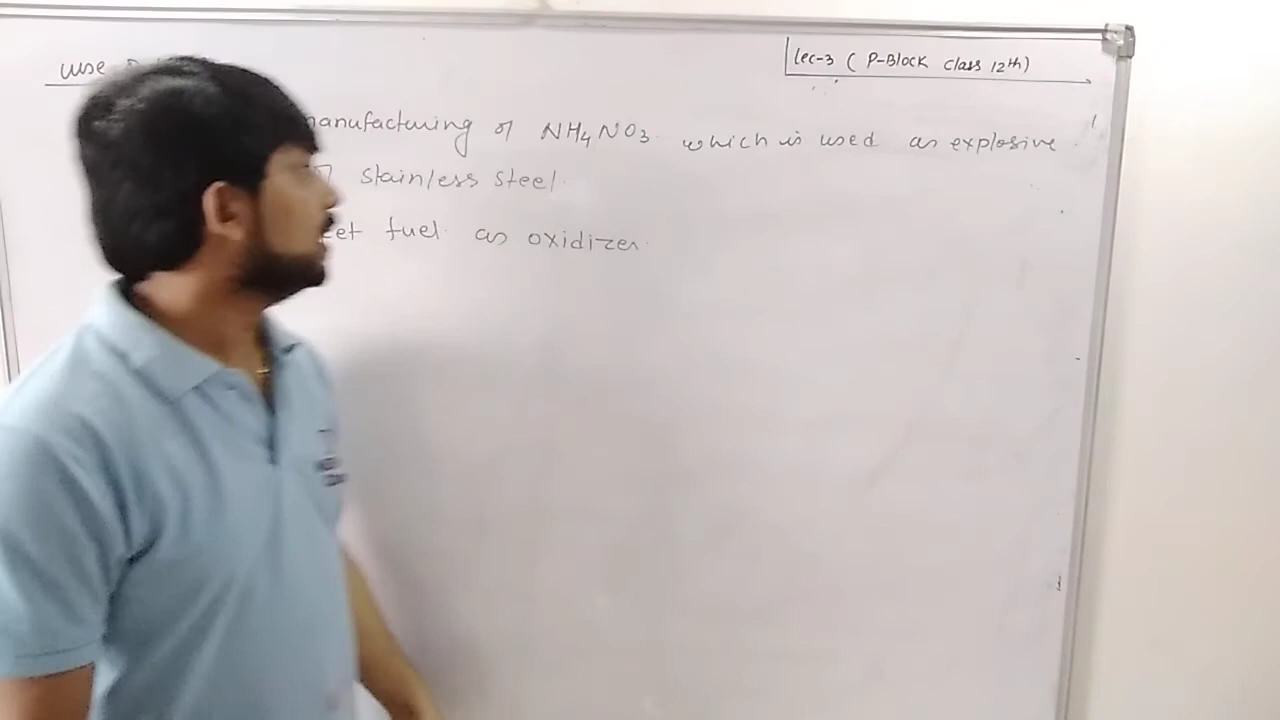 use
Lec-3 ( P-Block class 12th)
manufacturing of NH4NO3 which is used as explosive
stainless steel.
fuel as oxidizer.